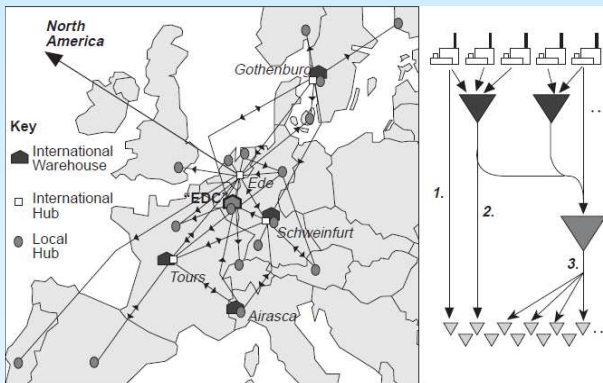 North
America
Gothenburg
Key
International
Warehouse
International
Hub
Local
Hub
Ede
"EDC"
Schweinfurt
Tours
Airasca
1.
2.
3.
...
...